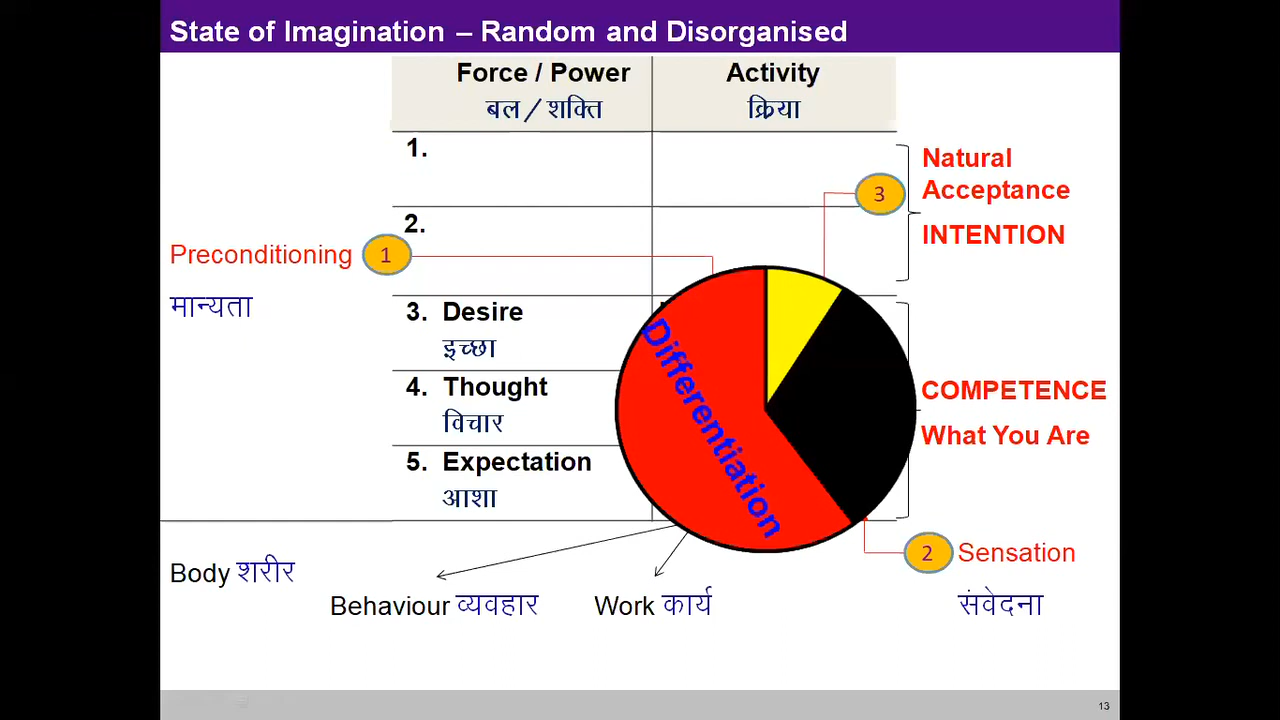 State of Imagination – Random and Disorganised
Force / Power
बल / शक्ति
Activity
क्रिया
1.
2.
Natural
Acceptance
INTENTION
3
Preconditioning
1
मान्यता
3. Desire
इच्छा
4. Thought
विचार
5. Expectation
आशा
Differentiation
COMPETENCE
What You Are
2
Sensation
संवेदना
Body शरीर
Behaviour व्यवहार
Work कार्य
13